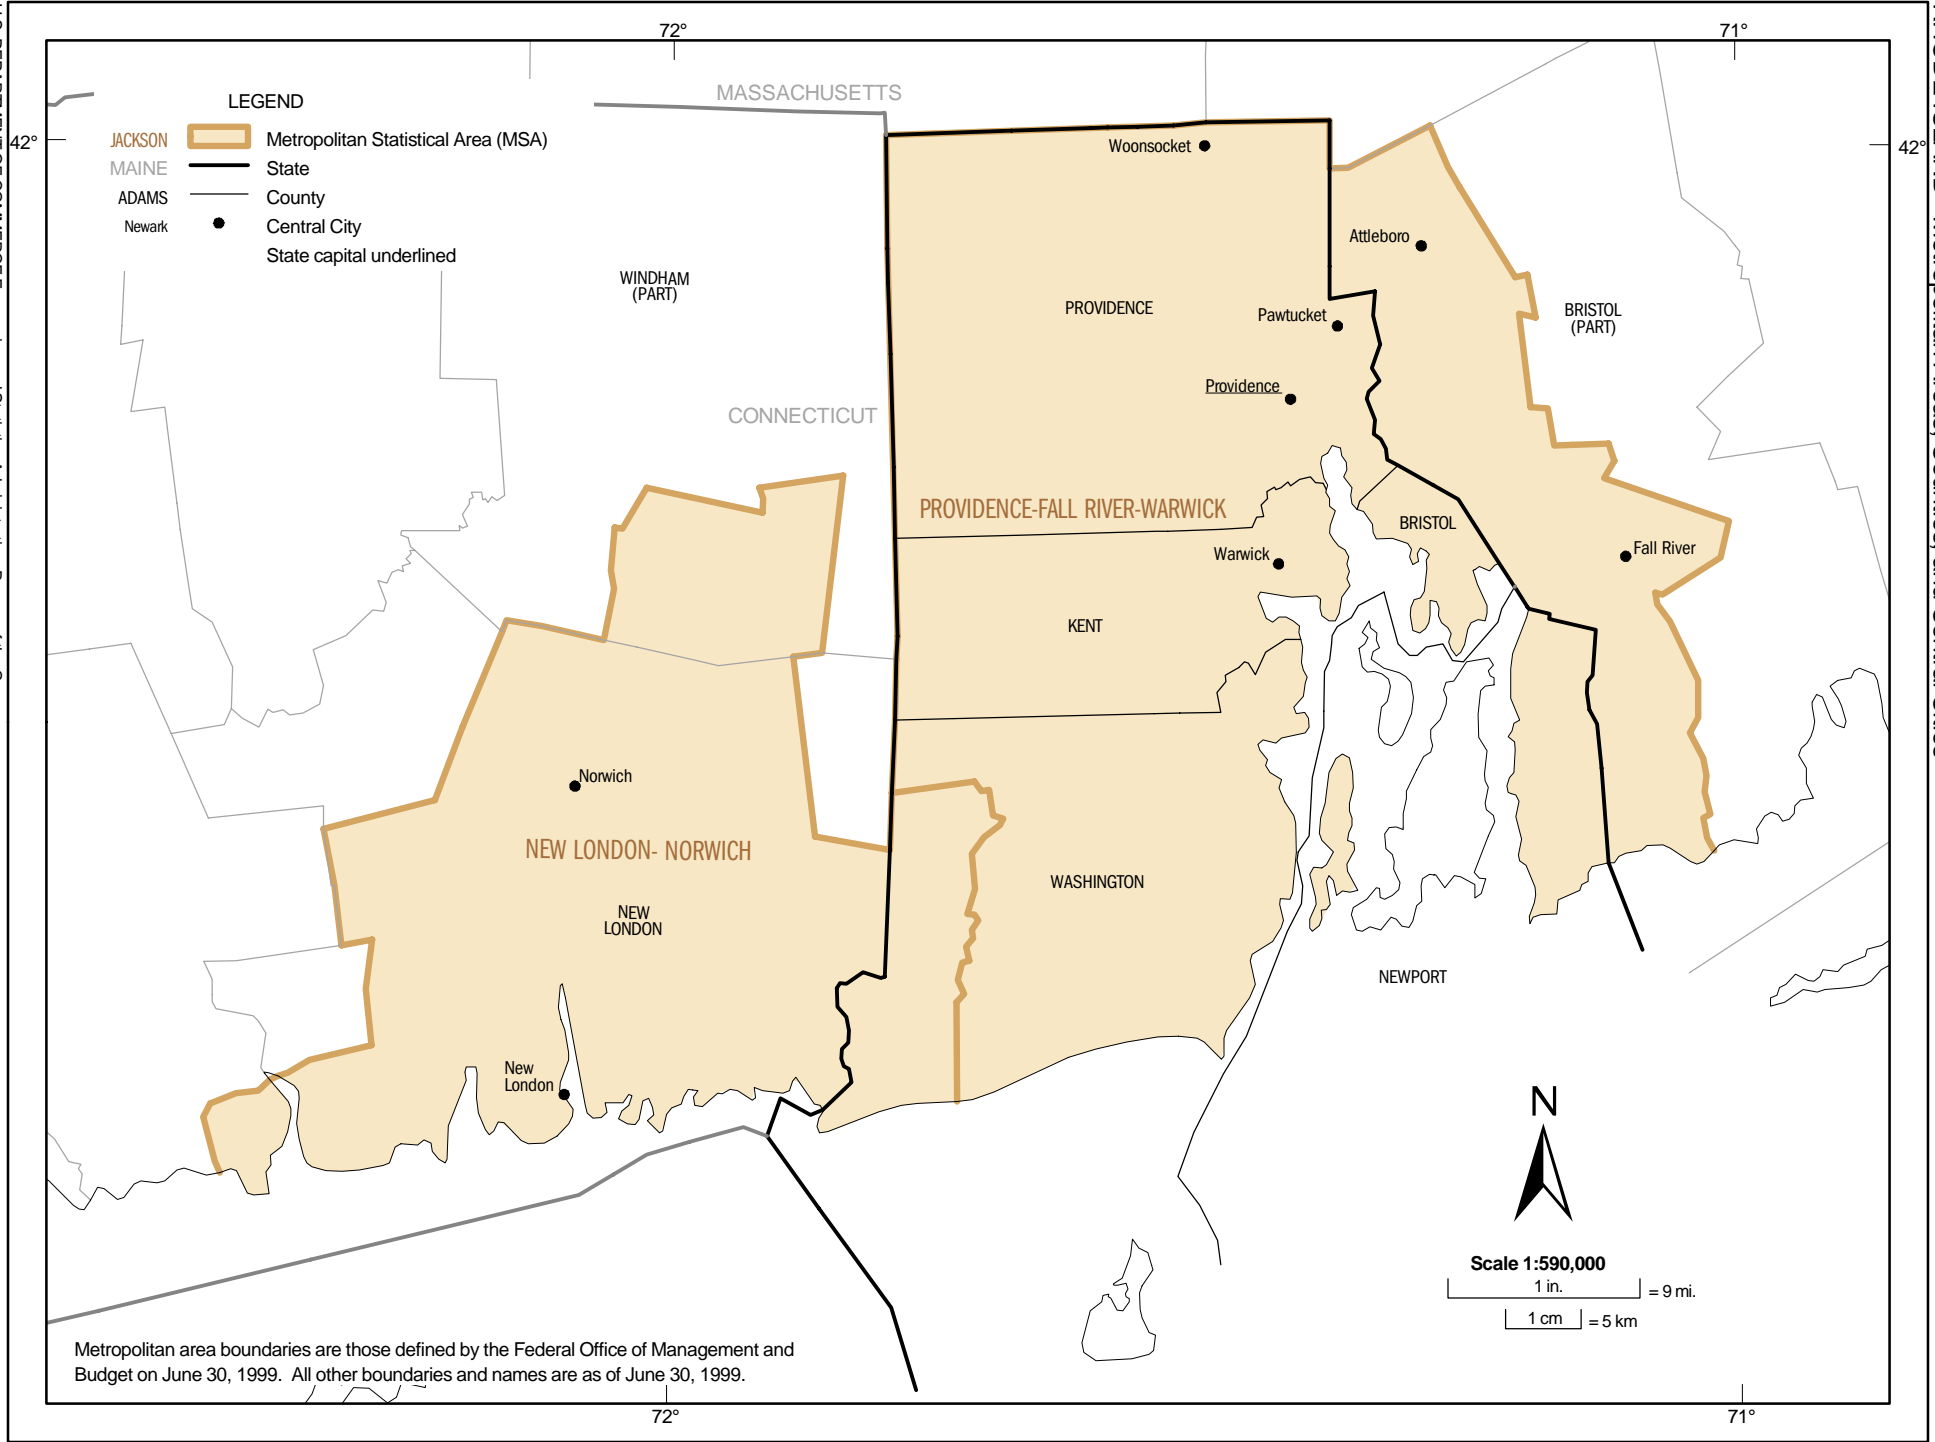 72°
71°
42°
42°
LEGEND
JACKSON Metropolitan Statistical Area (MSA)
MAINE State
ADAMS County
Newark Central City
State capital underlined
MASSACHUSETTS
Woonsocket
Attleboro
WINDHAM
(PART)
PROVIDENCE
Pawtucket
BRISTOL
(PART)
Providence
CONNECTICUT
PROVIDENCE-FALL RIVER-WARWICK
BRISTOL
Warwick
Fall River
KENT
Norwich
NEW LONDON- NORWICH
WASHINGTON
NEW
LONDON
NEWPORT
New
London
N
Scale 1:590,000
1 in. = 9 mi.
1 cm = 5 km
Metropolitan area boundaries are those defined by the Federal Office of Management and
Budget on June 30, 1999. All other boundaries and names are as of June 30, 1999.
72°
71°